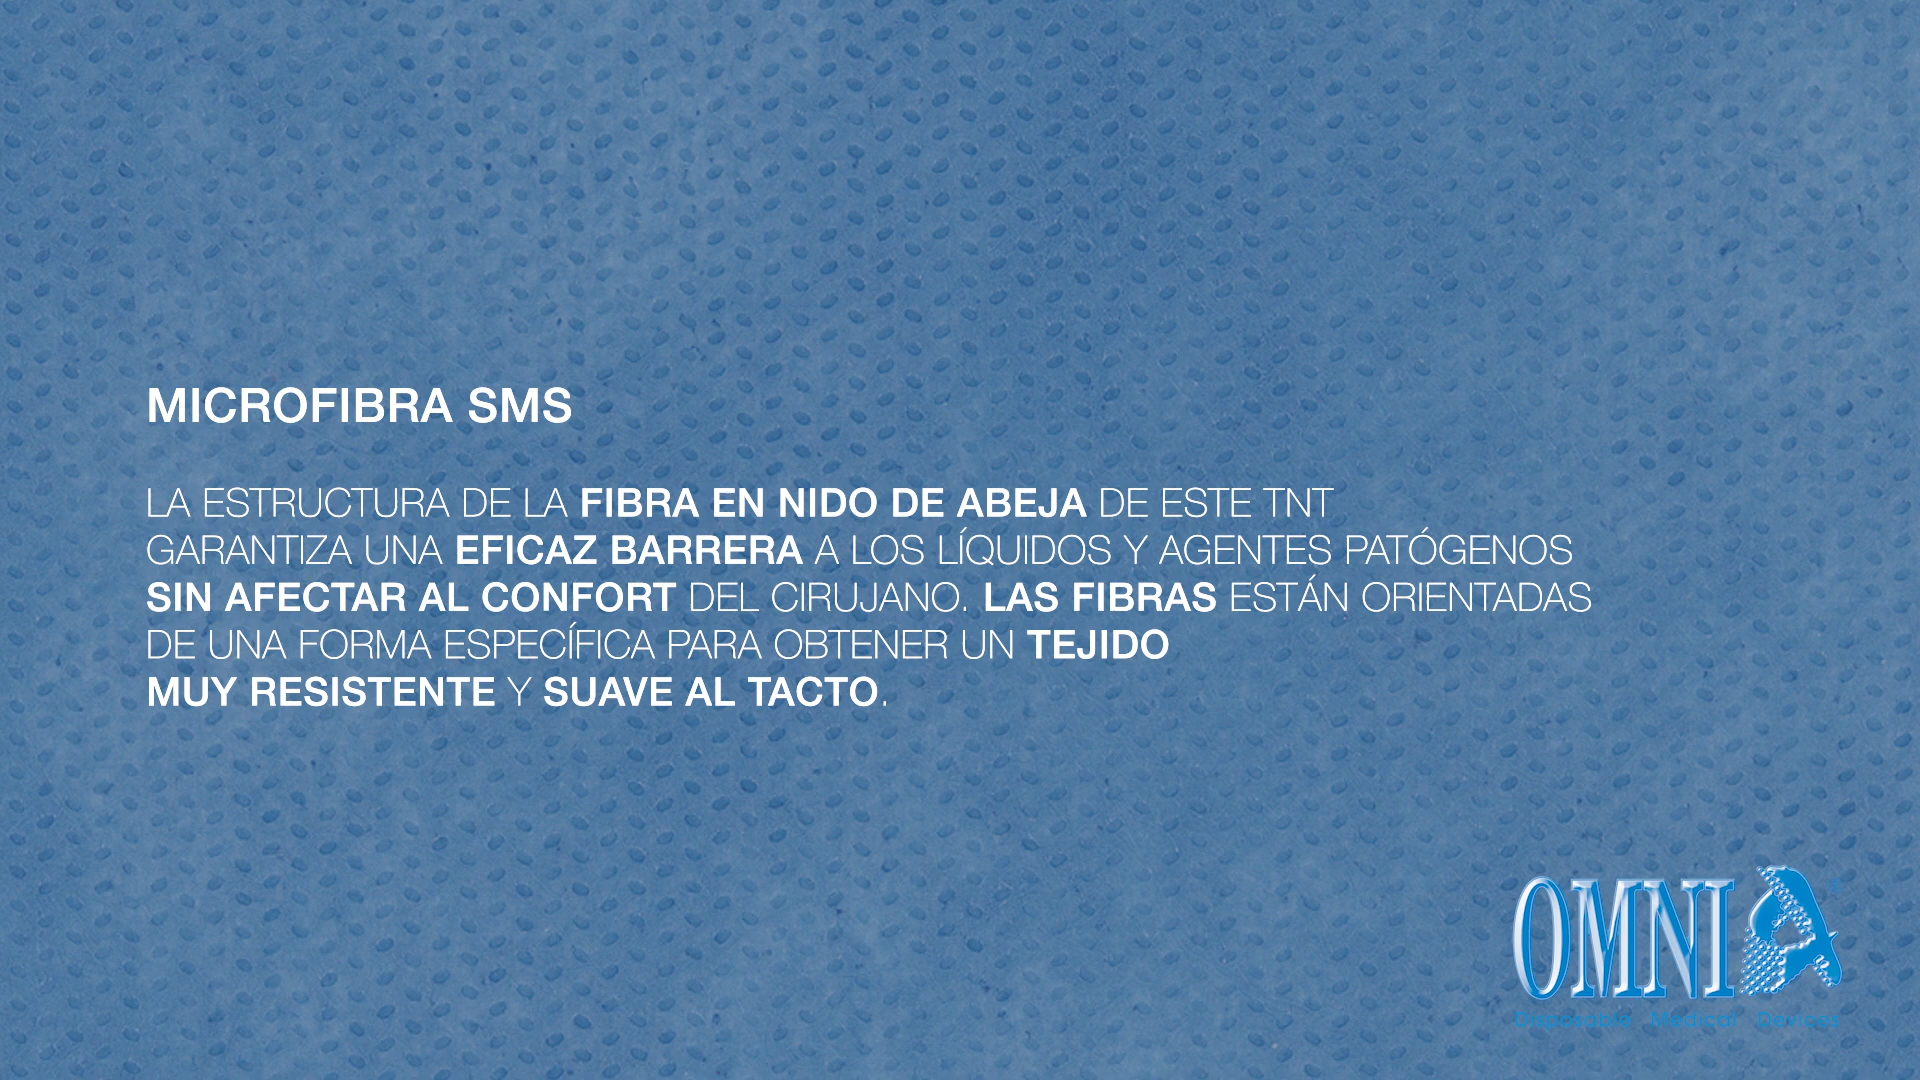 MICROFIBRA SMS
LA ESTRUCTURA DE LA FIBRA EN NIDO DE ABEJA DE ESTE TNT
GARANTIZA UNA EFICAZ BARRERA A LOS LÍQUIDOS Y AGENTES PATÓGENOS
SIN AFECTAR AL CONFORT DEL CIRUJANO. LAS FIBRAS ESTÁN ORIENTADAS
DE UNA FORMA ESPECÍFICA PARA OBTENER UN TEJIDO
MUY RESISTENTE Y SUAVE AL TACTO.
OMNIA®
Disposable Medical Devices